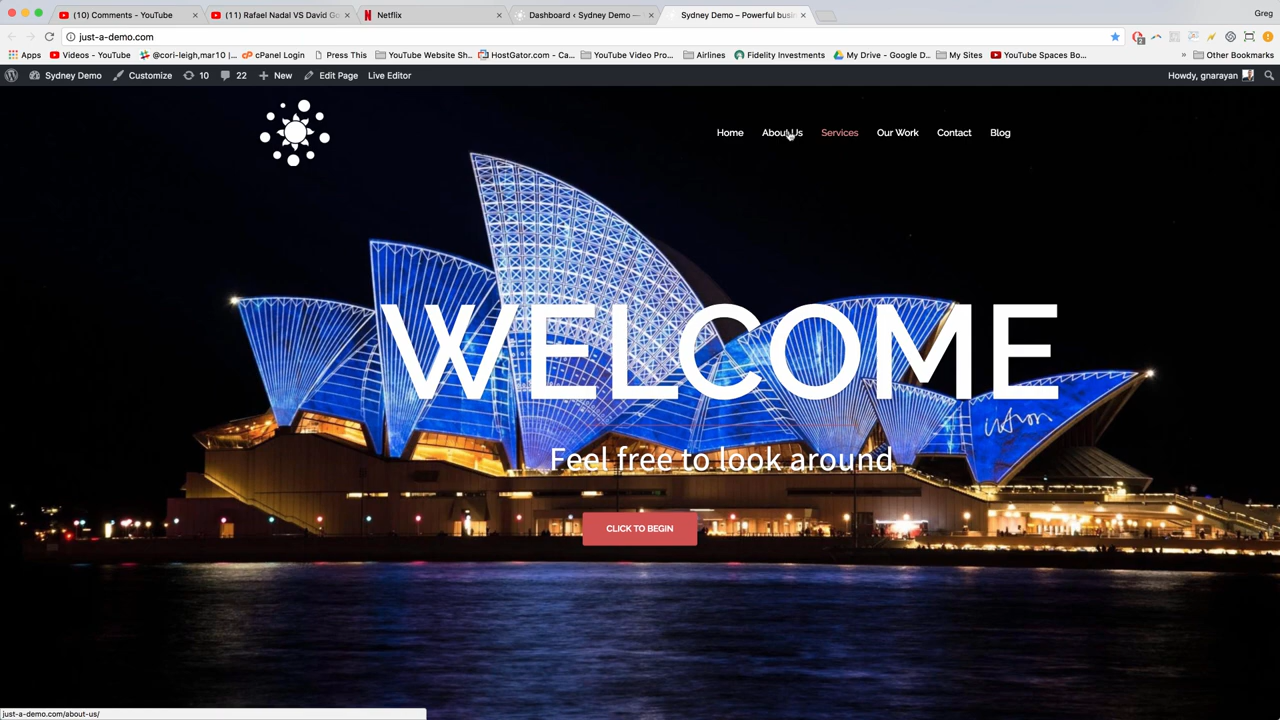 (10) Comments - YouTube
(11) Rafael Nadal VS David G
Netflix
Dashboard ‹ Sydney Demo —
Sydney Demo – Powerful busi
Greg
just-a-demo.com
Apps
Videos - YouTube
@cori-leigh,mar10 |...
cPanel Login
Press This
YouTube Website Sh...
HostGator.com - Ca...
YouTube Video Pro...
Airlines
Fidelity Investments
My Drive - Google D...
My Sites
YouTube Spaces Bo...
»
Other Bookmarks
Sydney Demo
Customize
10
22
New
Edit Page
Live Editor
Howdy, gnarayan
Home
About Us
Services
Our Work
Contact
Blog
WELCOME
Feel free to look around
CLICK TO BEGIN
just-a-demo.com/about-us/